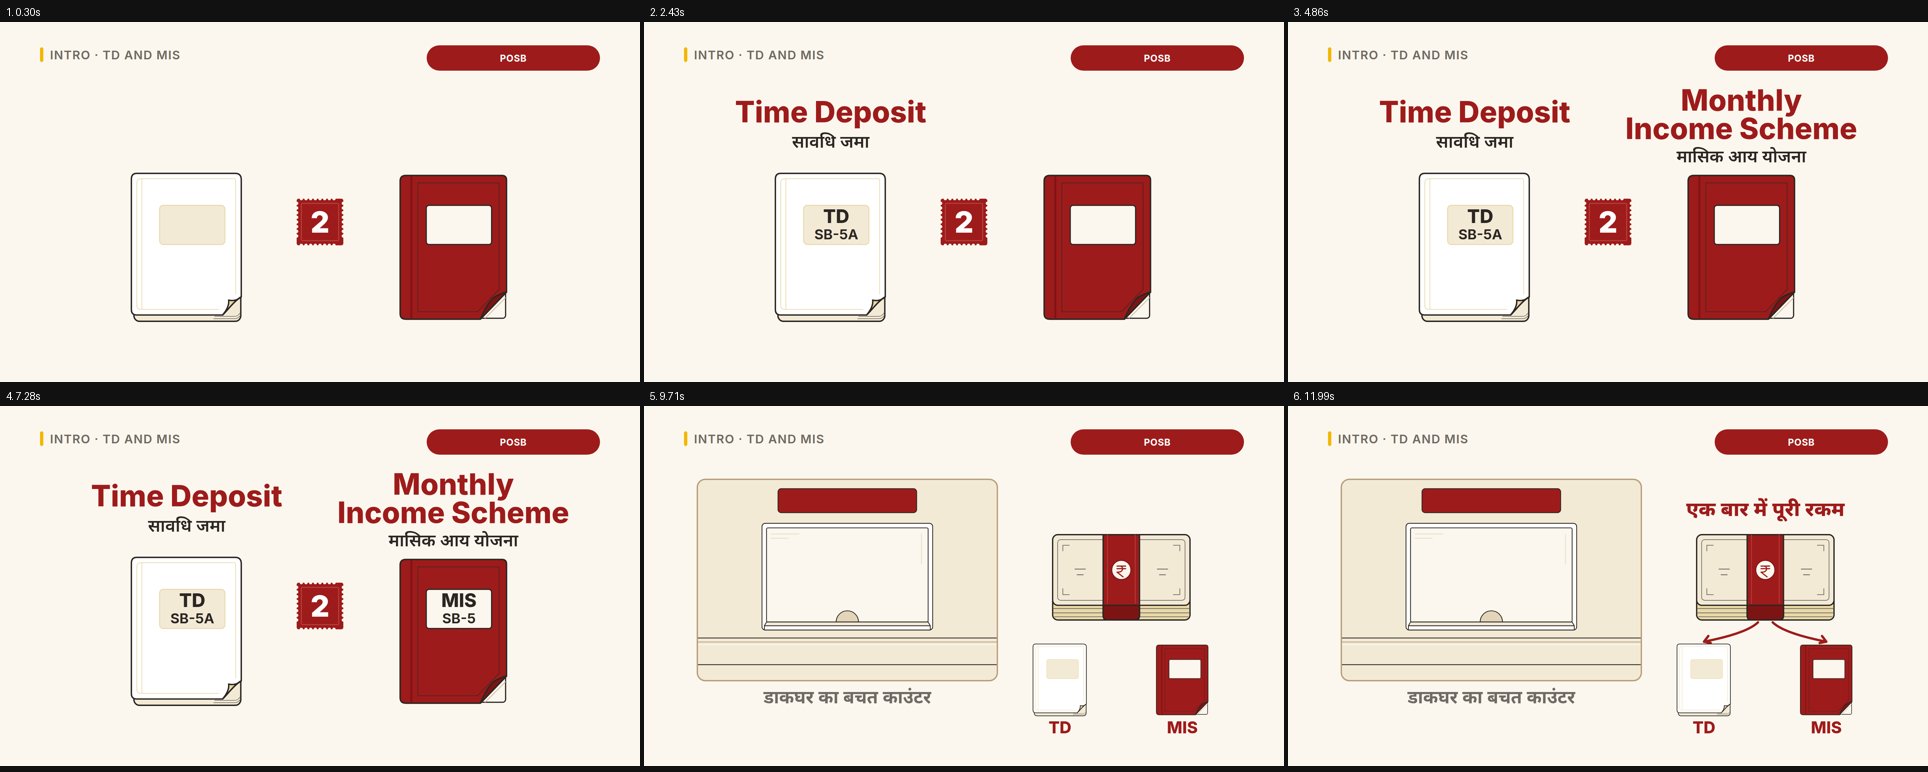 1. 0.30s
INTRO · TD AND MIS
POSB
2
2. 2.43s
INTRO · TD AND MIS
POSB
Time Deposit
सावधि जमा
TD
SB-5A
2
3. 4.86s
INTRO · TD AND MIS
POSB
Time Deposit
सावधि जमा
Monthly
Income Scheme
मासिक आय योजना
TD
SB-5A
2
4. 7.28s
INTRO · TD AND MIS
POSB
Time Deposit
सावधि जमा
Monthly
Income Scheme
मासिक आय योजना
TD
SB-5A
2
MIS
SB-5
5. 9.71s
INTRO · TD AND MIS
POSB
₹
डाकघर का बचत काउंटर
TD
MIS
6. 11.99s
INTRO · TD AND MIS
POSB
एक बार में पूरी रकम
₹
डाकघर का बचत काउंटर
TD
MIS